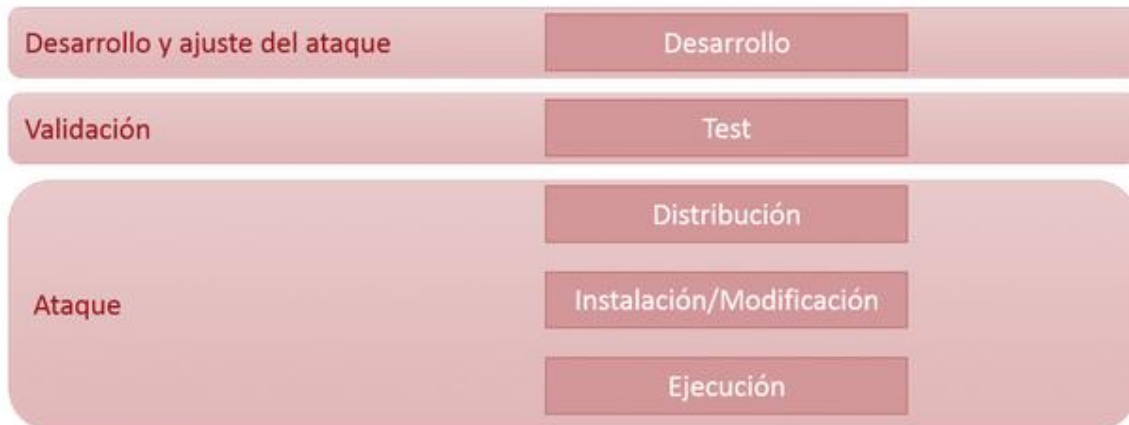 Desarrollo y ajuste del ataque
Desarrollo
Validación
Test
Ataque
Distribución
Instalación/Modificación
Ejecución